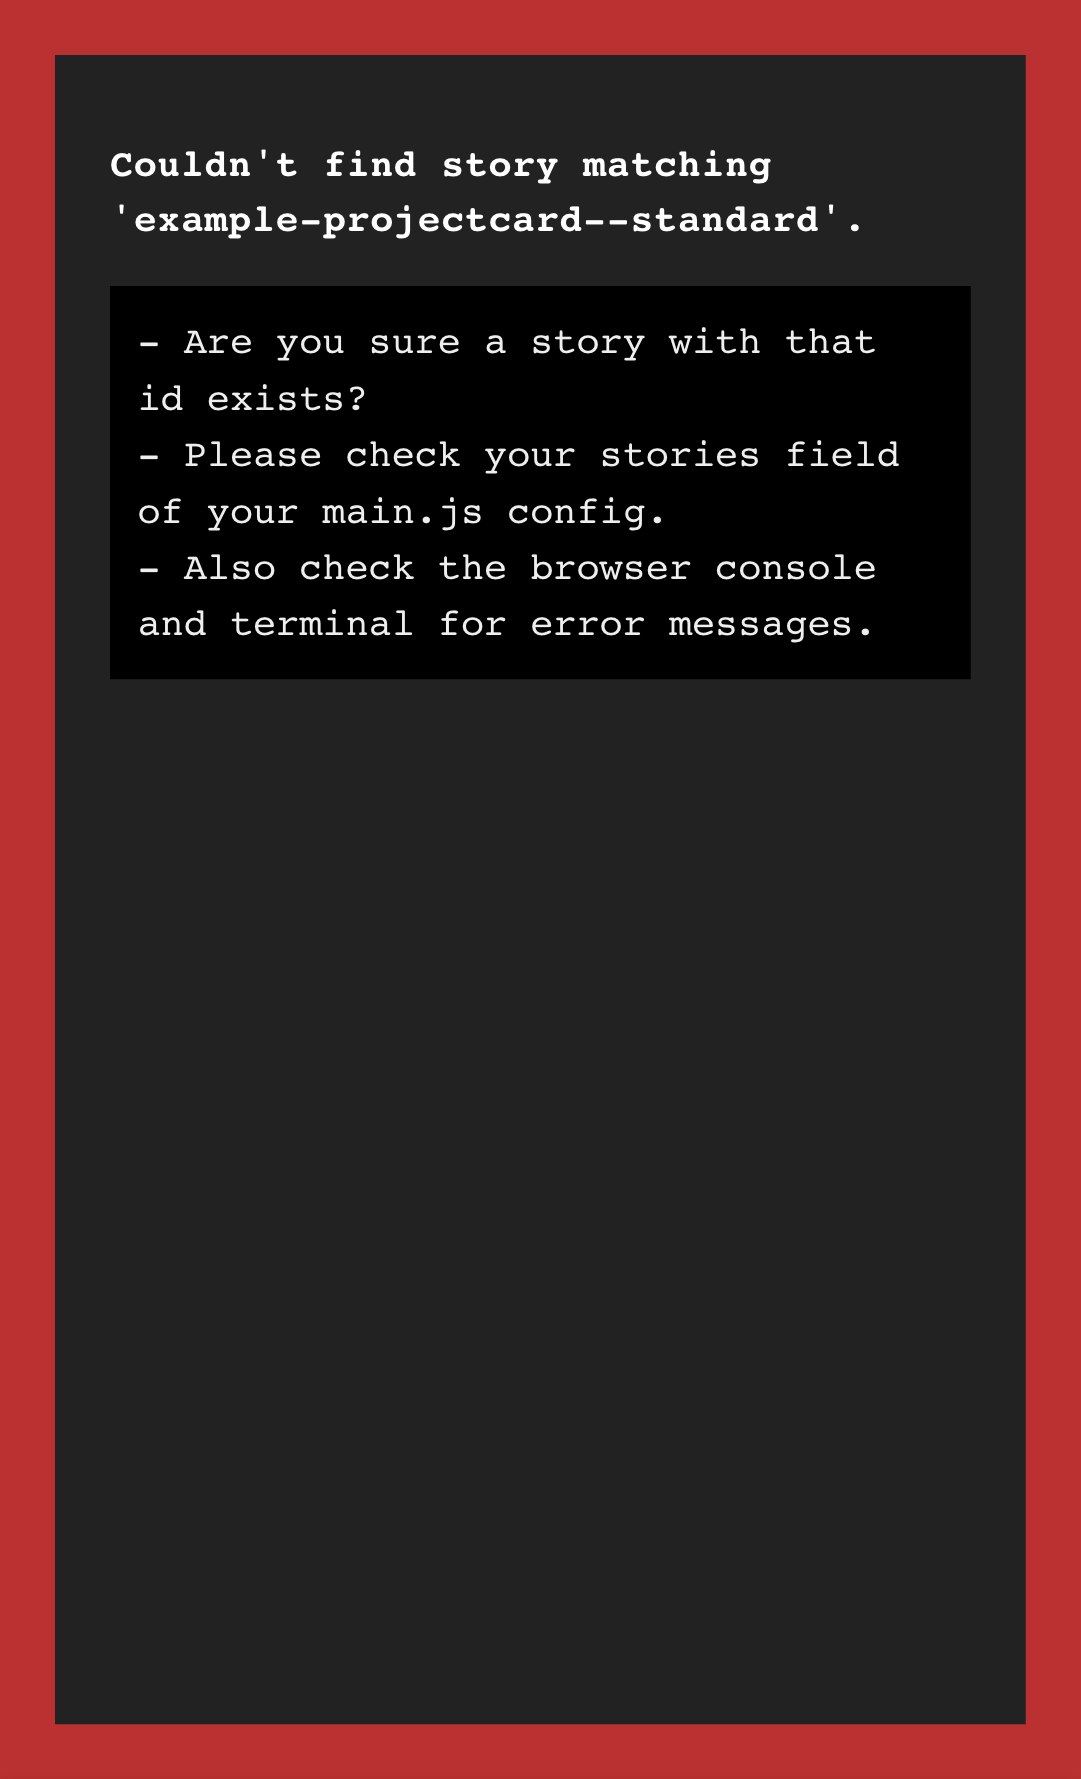 Couldn't find story matching
'example-projectcard--standard'.
- Are you sure a story with that
id exists?
- Please check your stories field
of your main.js config.
- Also check the browser console
and terminal for error messages.